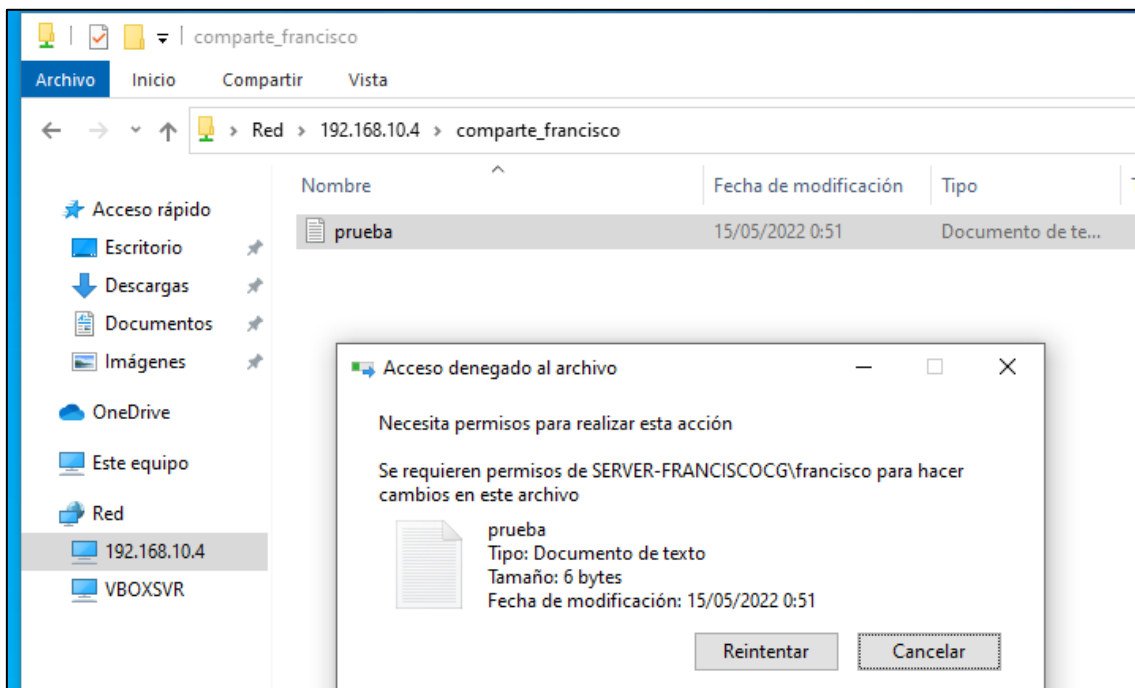 comparte_francisco
Archivo Inicio Compartir Vista
Red > 192.168.10.4 > comparte_francisco
Nombre Fecha de modificación Tipo
prueba 15/05/2022 0:51 Documento de te...
Acceso rápido
Escritorio
Descargas
Documentos
Imágenes
OneDrive
Este equipo
Red
192.168.10.4
VBOXSVR
Acceso denegado al archivo
Necesita permisos para realizar esta acción
Se requieren permisos de SERVER-FRANCISCOCG\francisco para hacer
cambios en este archivo
prueba
Tipo: Documento de texto
Tamaño: 6 bytes
Fecha de modificación: 15/05/2022 0:51
Reintentar Cancelar